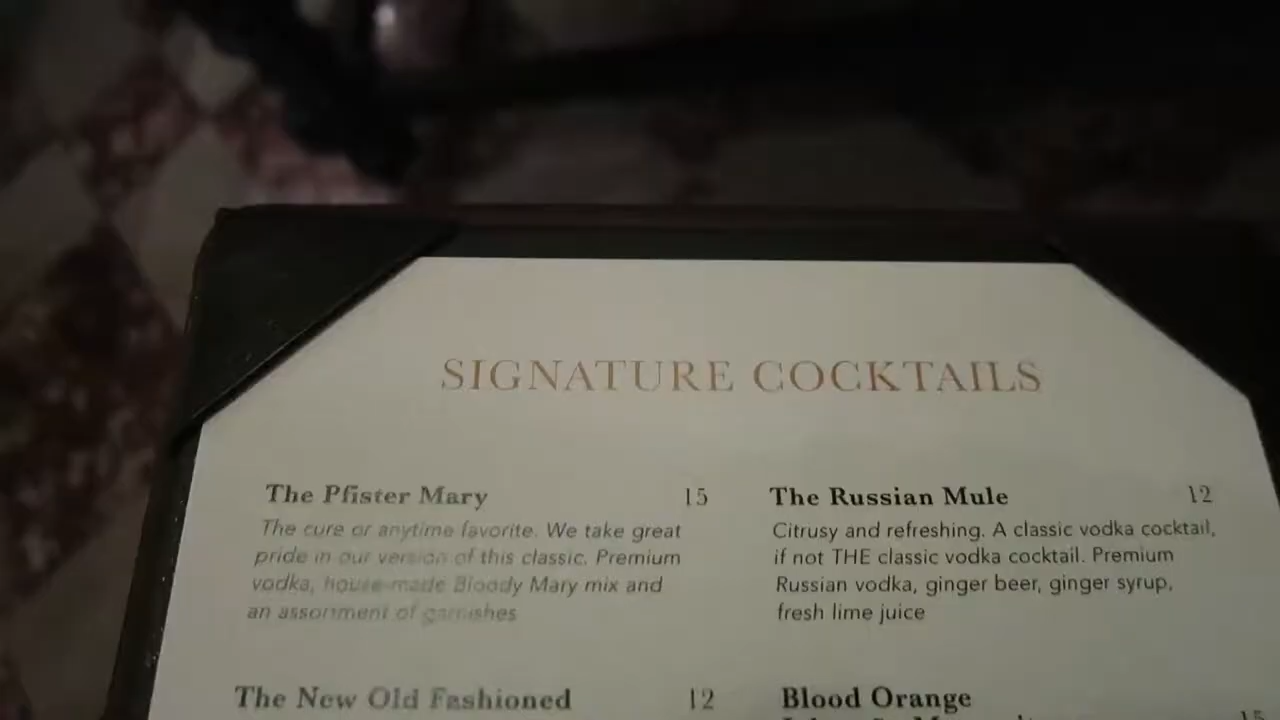 SIGNATURE COCKTAILS
The Pfister Mary 15
The cure or anytime favorite. We take great
pride in our version of this classic. Premium
vodka, house-made Bloody Mary mix and
an assortment of garnishes
The Russian Mule 12
Citrusy and refreshing. A classic vodka cocktail,
if not THE classic vodka cocktail. Premium
Russian vodka, ginger beer, ginger syrup,
fresh lime juice
The New Old Fashioned 12
Blood Orange